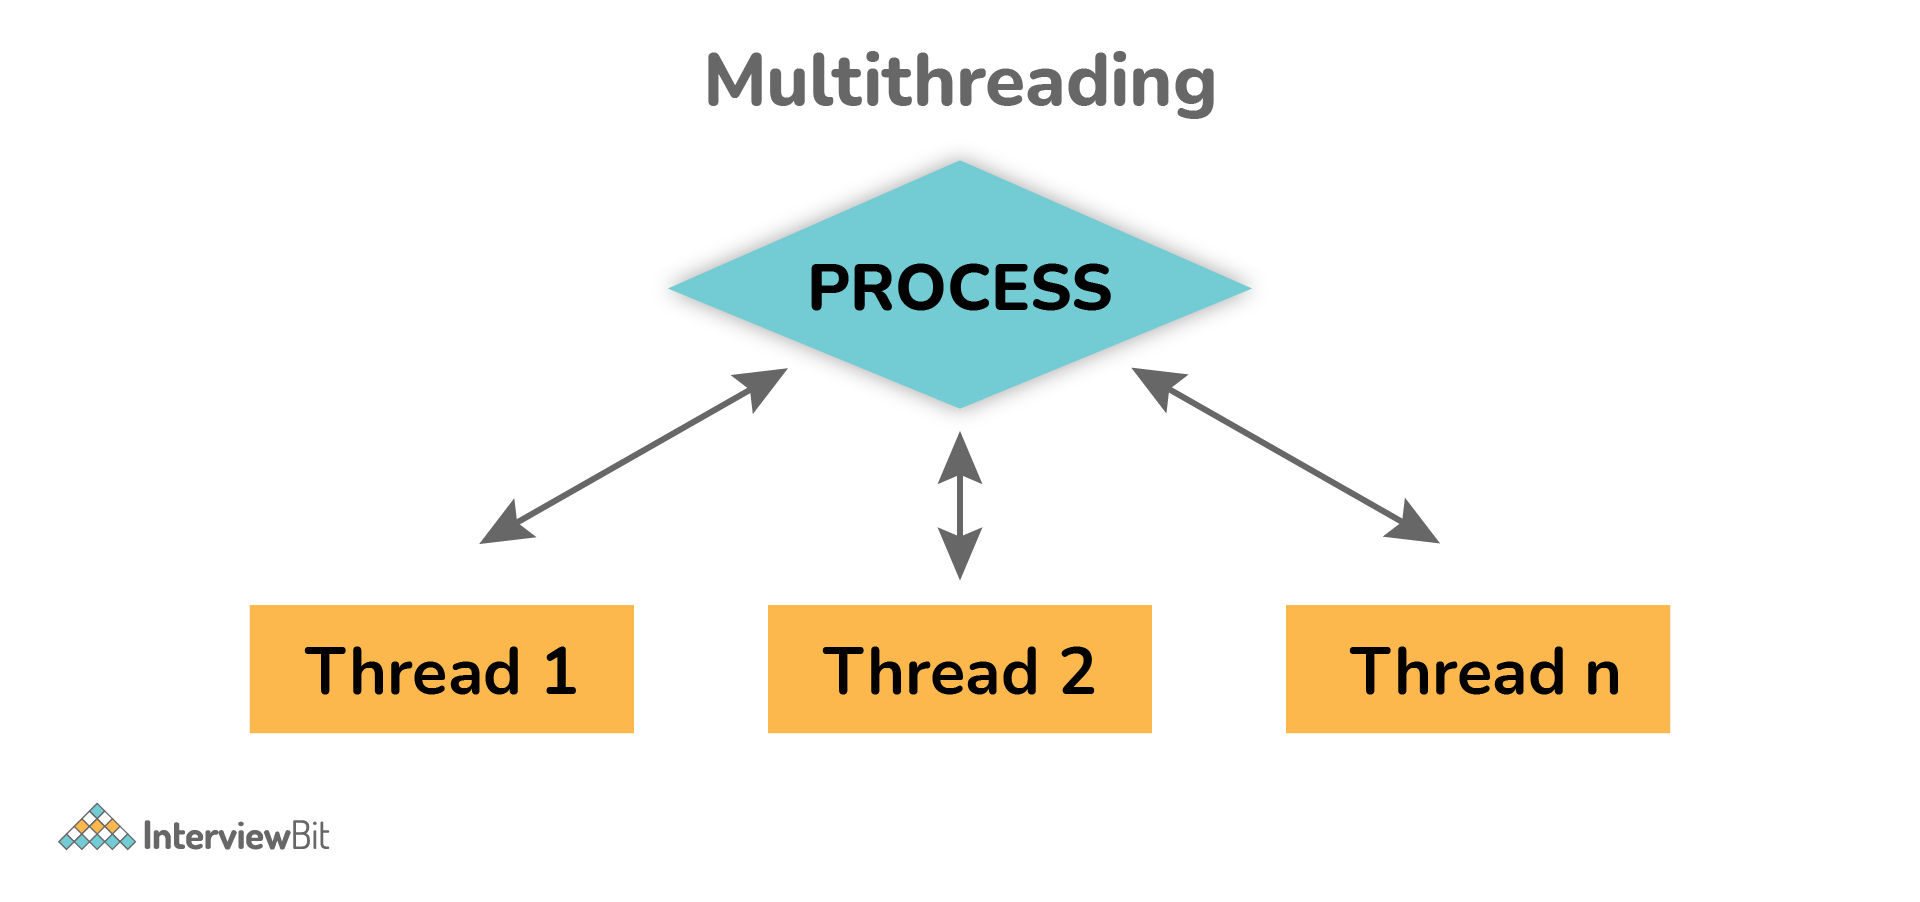 Multithreading
PROCESS
Thread 1
Thread 2
Thread n
InterviewBit